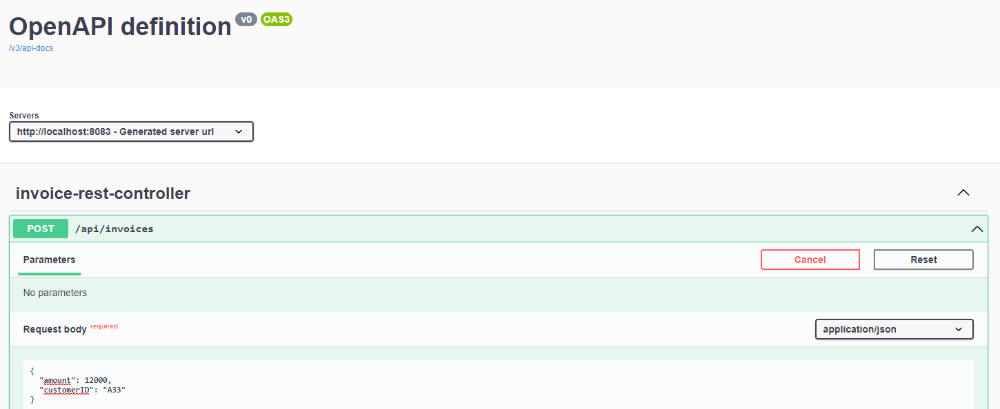 OpenAPI definition v0 OAS3
/v3/api-docs
Servers
http://localhost:8083 - Generated server url
invoice-rest-controller
POST /api/invoices
Parameters Cancel Reset
No parameters
Request body required application/json
{
"amount": 12000,
"customerID": "A33"
}